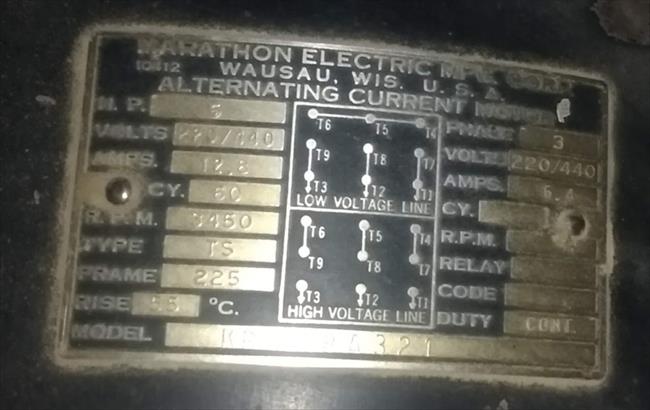 MARATHON ELECTRIC MFG. CORP.
10412 WAUSAU, WIS. U.S.A.
ALTERNATING CURRENT MOTOR
H.P. 5
VOLTS 220/440
AMPS. 12.8
CY. 60
R.P.M. 3450
TYPE TS
FRAME 225
RISE 55 °C.
MODEL
T6 T5 T4
T9 T8 T7
T3 T2 T1
LOW VOLTAGE LINE
T6 T5 T4
T9 T8 T7
T3 T2 T1
HIGH VOLTAGE LINE
PHASE 3
VOLTS 220/440
AMPS. 6.4
CY.
R.P.M.
RELAY
CODE
DUTY CONT.